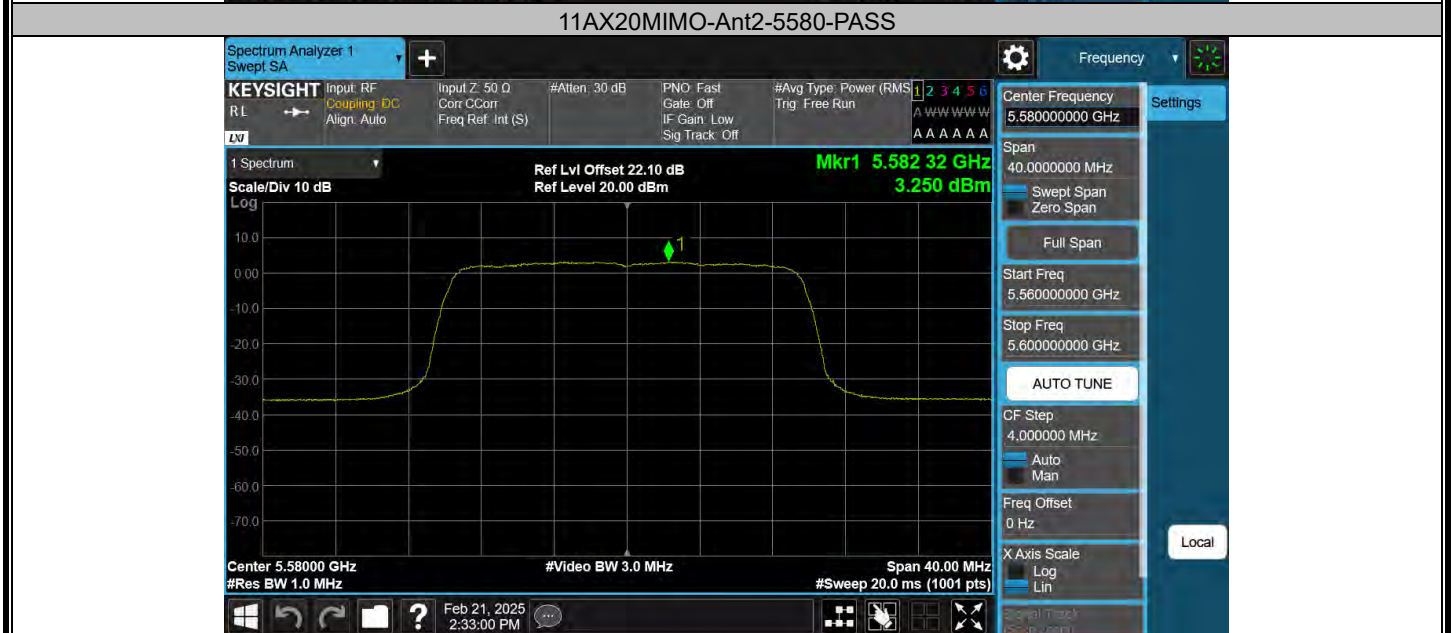 11AX20MIMO-Ant2-5580-PASS
Spectrum Analyzer 1
Swept SA
+
Frequency
KEYSIGHT
RL
LXI
Input: RF
Coupling: DC
Align: Auto
Input Z: 50 Ω
Corr CCorr
Freq Ref: Int (S)
#Atten: 30 dB
PNO: Fast
Gate: Off
IF Gain: Low
Sig Track: Off
#Avg Type: Power (RMS
Trig: Free Run
1 2 3 4 5 6
A W W W W W
A A A A A A
1 Spectrum
Scale/Div 10 dB
Log
Ref Lvl Offset 22.10 dB
Ref Level 20.00 dBm
Mkr1 5.582 32 GHz
3.250 dBm
1
10.0
0.00
-10.0
-20.0
-30.0
-40.0
-50.0
-60.0
-70.0
Center 5.58000 GHz
#Res BW 1.0 MHz
#Video BW 3.0 MHz
Span 40.00 MHz
#Sweep 20.0 ms (1001 pts)
Center Frequency
5.580000000 GHz
Span
40.0000000 MHz
Swept Span
Zero Span
Full Span
Start Freq
5.560000000 GHz
Stop Freq
5.600000000 GHz
AUTO TUNE
CF Step
4.000000 MHz
Auto
Man
Freq Offset
0 Hz
X Axis Scale
Log
Lin
Signal Track
Settings
Local
?
Feb 21, 2025
2:33:00 PM